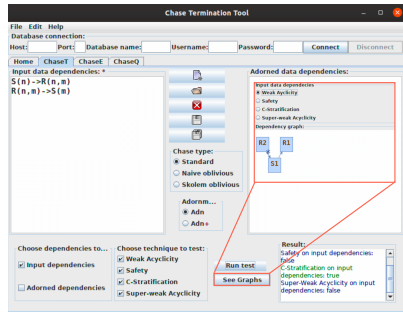 Chase Termination Tool
File Edit Help
Database connection:
Host: Port: Database name: Username: Password: Connect Disconnect
Home ChaseT ChaseE ChaseQ
Input data dependencies: *
S(n)->R(n,m)
R(n,m)->S(m)
Chase type:
Standard
Naive oblivious
Skolem oblivious
Adornm...
Adn
Adn+
Adorned data dependencies:
Input data dependencies
Weak Acyclicity
Safety
C-Stratification
Super-weak Acyclicity
Dependency graph:
R2 R1
S1
Choose dependencies to...
Input dependencies
Adorned dependencies
Choose technique to test:
Weak Acyclicity
Safety
C-Stratification
Super-weak Acyclicity
Run test
See Graphs
Result:
Safety on input dependencies:
false
C-Stratification on input
dependencies: true
Super-Weak Acyclicity on input
dependencies: false